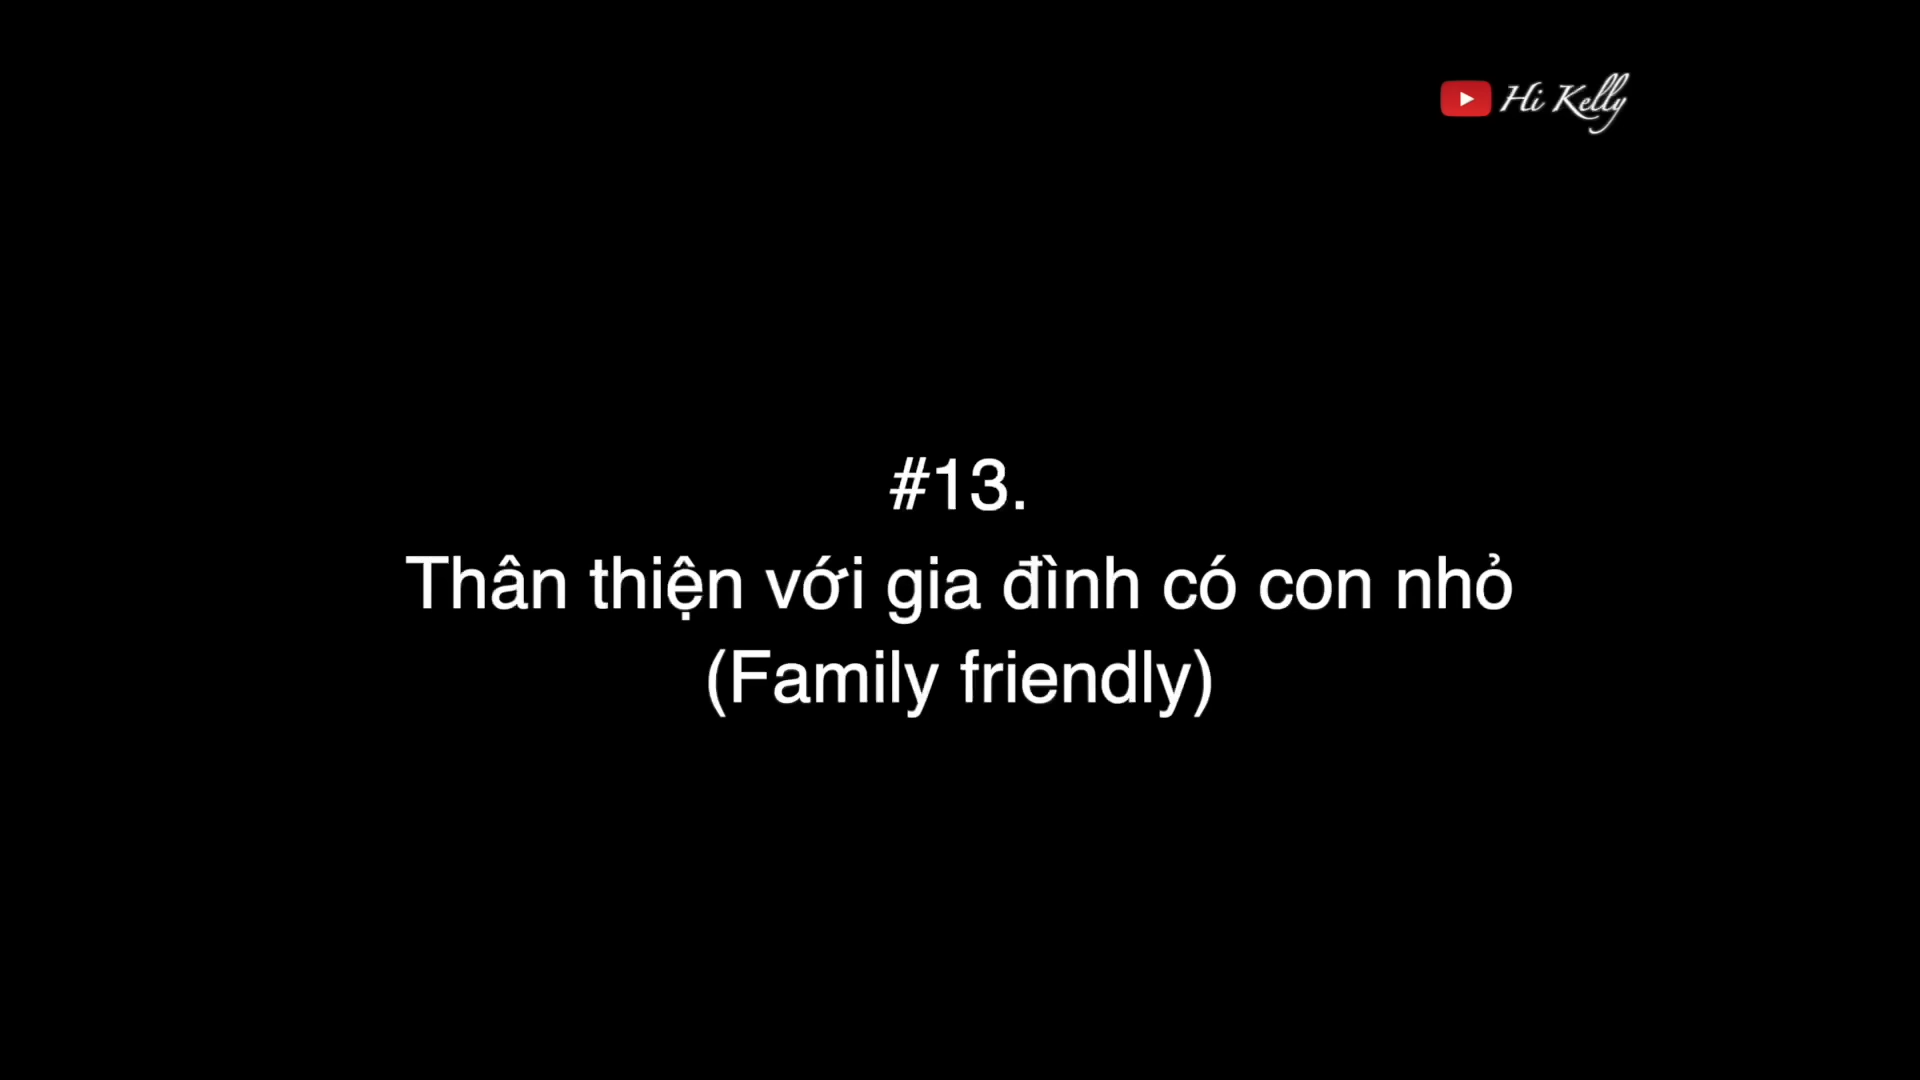 Hi Kelly
#13.
Thân thiện với gia đình có con nhỏ
(Family friendly)